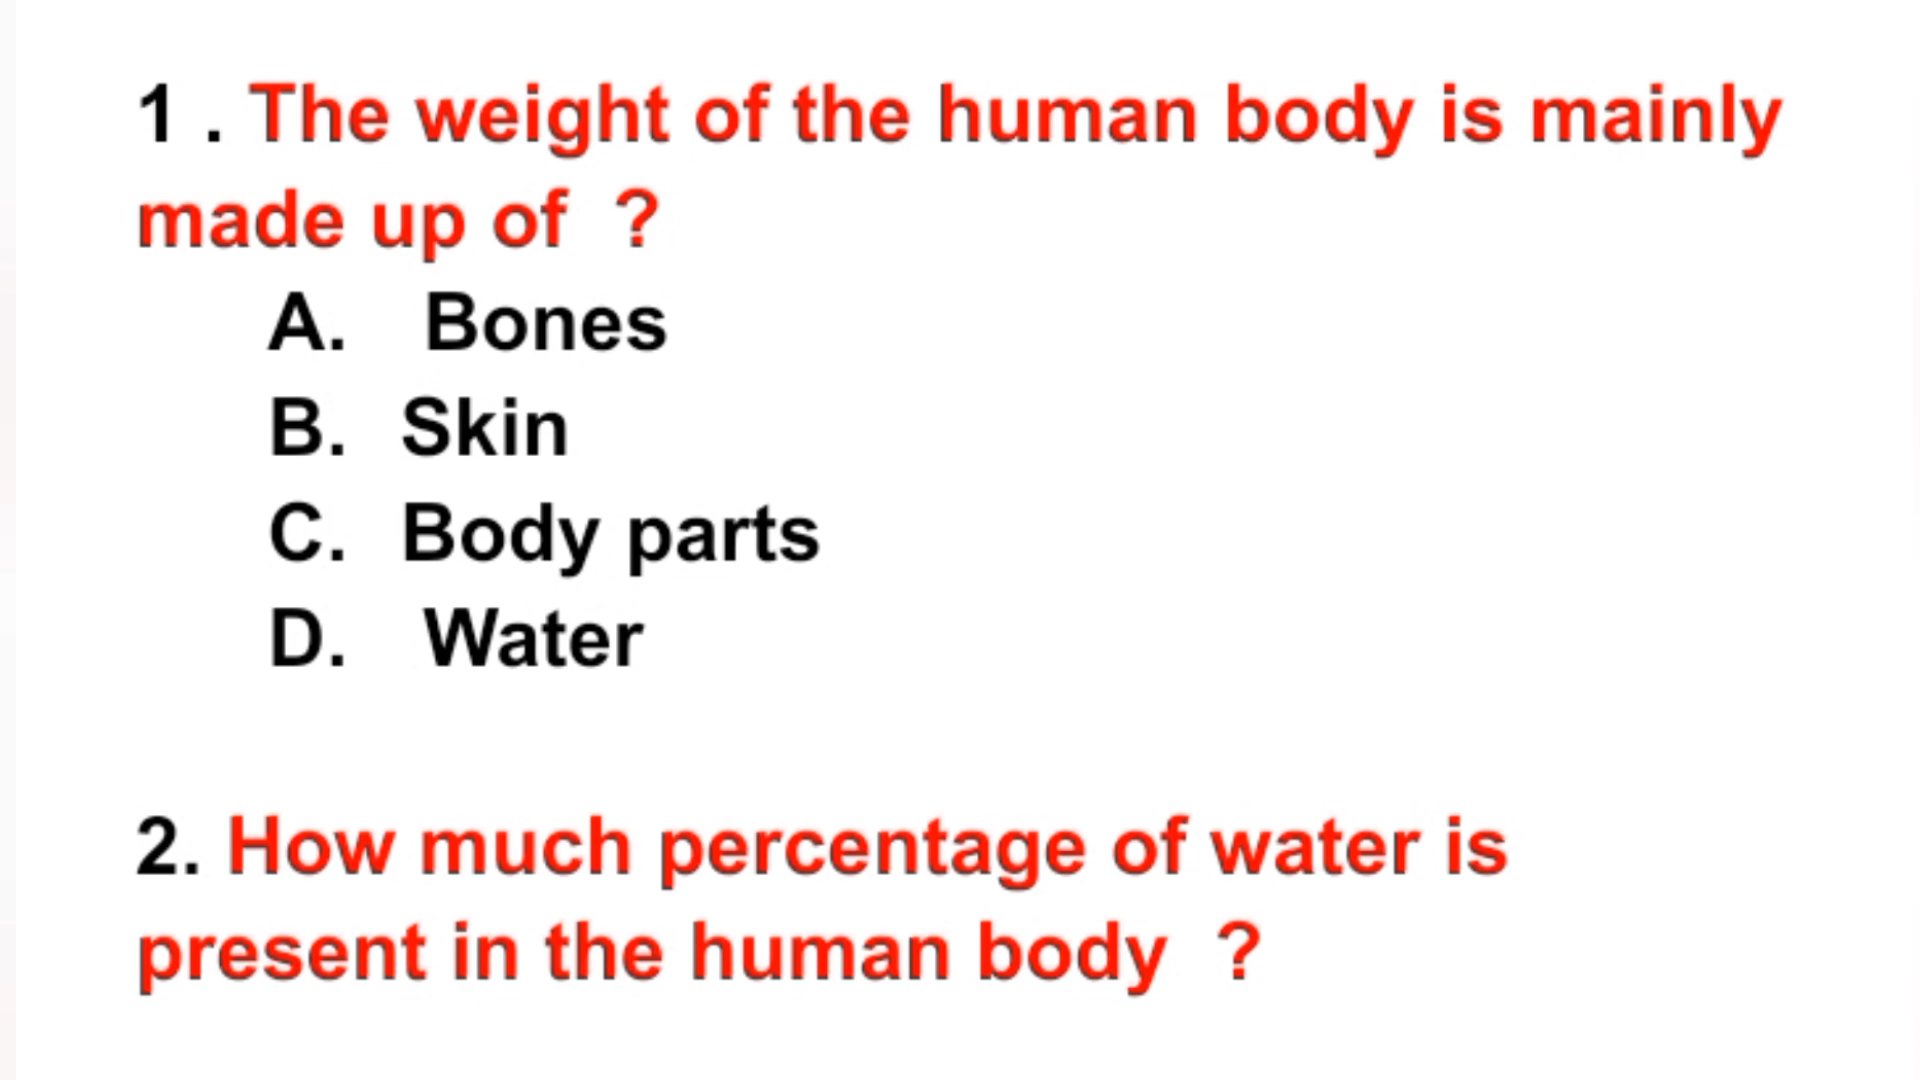 1 . The weight of the human body is mainly
made up of ?
A. Bones
B. Skin
C. Body parts
D. Water
2. How much percentage of water is
present in the human body ?